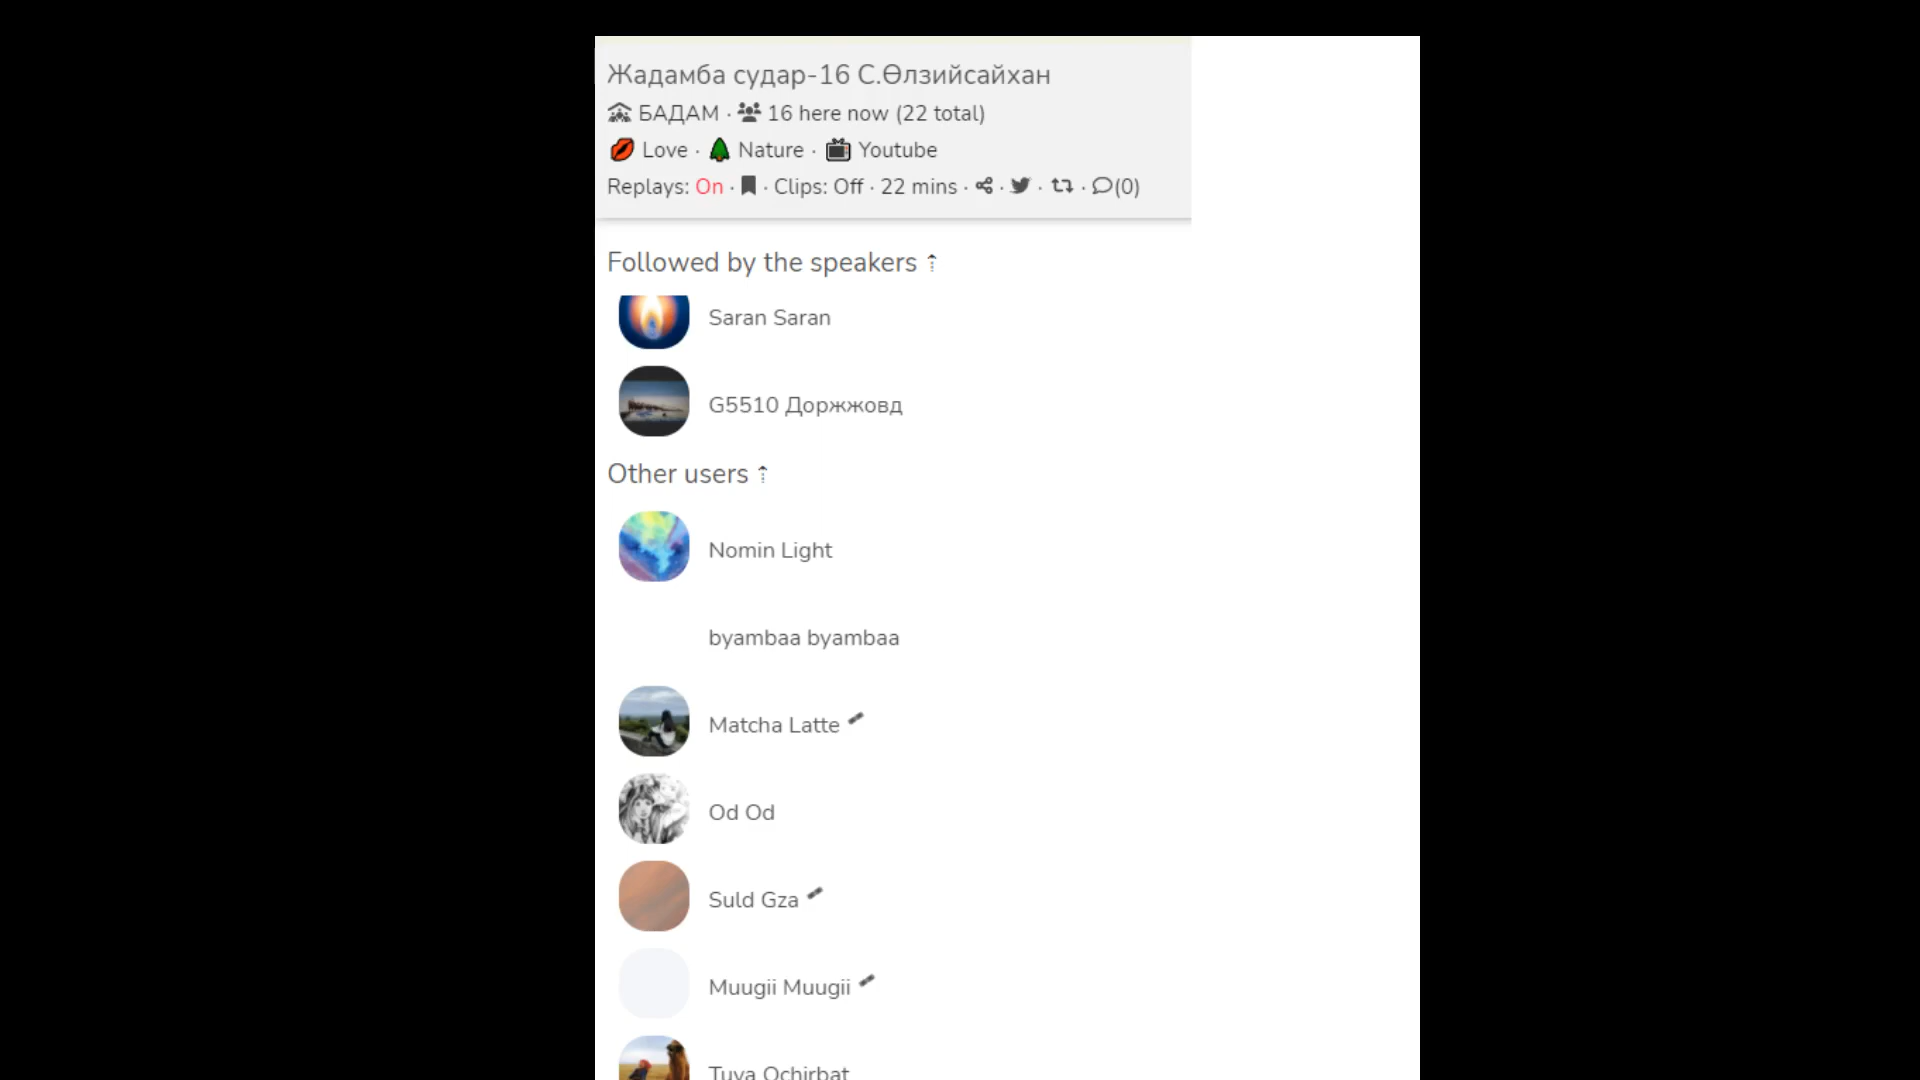 Жадамба судар-16 С.Өлзийсайхан
БАДАМ · 16 here now (22 total)
Love · Nature · Youtube
Replays: On · Clips: Off · 22 mins · (0)
Followed by the speakers ⇡
Saran Saran
G5510 Доржжовд
Other users ⇡
Nomin Light
byambaa byambaa
Matcha Latte
Od Od
Suld Gza
Muugii Muugii
Tuya Ochirbat